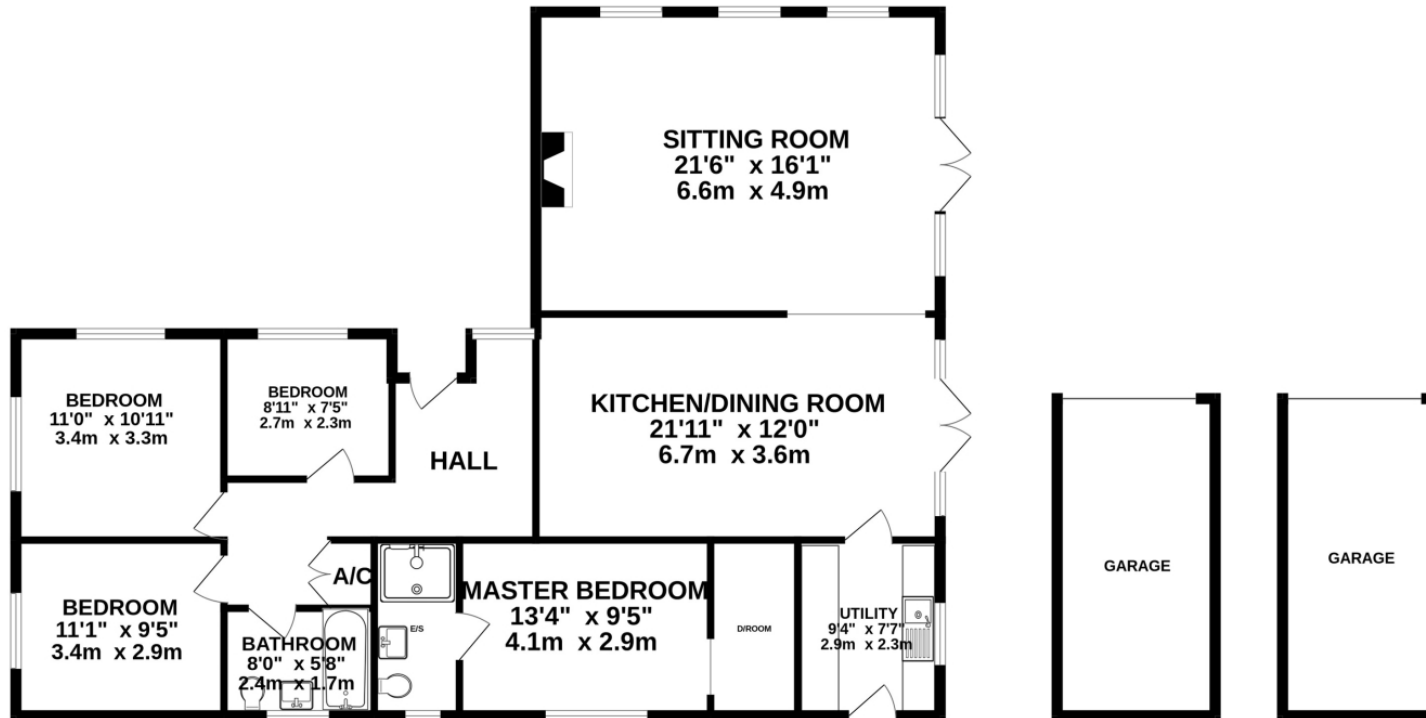 SITTING ROOM
21'6" x 16'1"
6.6m x 4.9m
BEDROOM
11'0" x 10'11"
3.4m x 3.3m
BEDROOM
8'11" x 7'5"
2.7m x 2.3m
HALL
KITCHEN/DINING ROOM
21'11" x 12'0"
6.7m x 3.6m
BEDROOM
11'1" x 9'5"
3.4m x 2.9m
A/C
BATHROOM
8'0" x 5'8"
2.4m x 1.7m
E/S
MASTER BEDROOM
13'4" x 9'5"
4.1m x 2.9m
D/ROOM
UTILITY
9'4" x 7'7"
2.9m x 2.3m
GARAGE
GARAGE